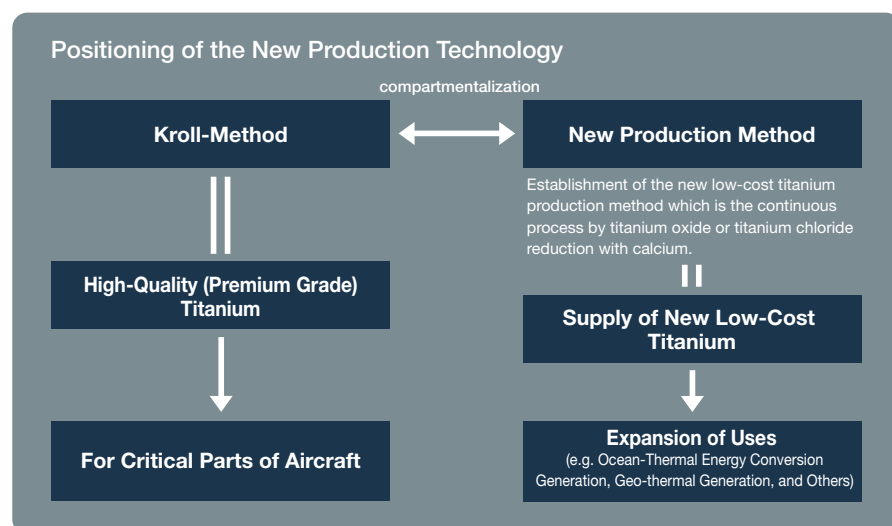 Positioning of the New Production Technology
compartmentalization
Kroll-Method
New Production Method
Establishment of the new low-cost titanium
production method which is the continuous
process by titanium oxide or titanium chloride
reduction with calcium.
High-Quality (Premium Grade)
Titanium
Supply of New Low-Cost
Titanium
For Critical Parts of Aircraft
Expansion of Uses
(e.g. Ocean-Thermal Energy Conversion
Generation, Geo-thermal Generation, and Others)